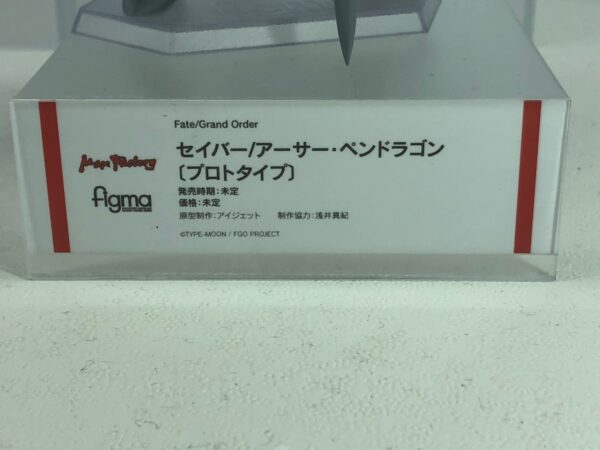 Fate/Grand Order
セイバー/アーサー・ペンドラゴン
〔プロトタイプ〕
発売時期:未定
価格:未定
原型制作:アイジェット 制作協力:浅井真紀
©TYPE-MOON / FGO PROJECT
Max Factory
figma